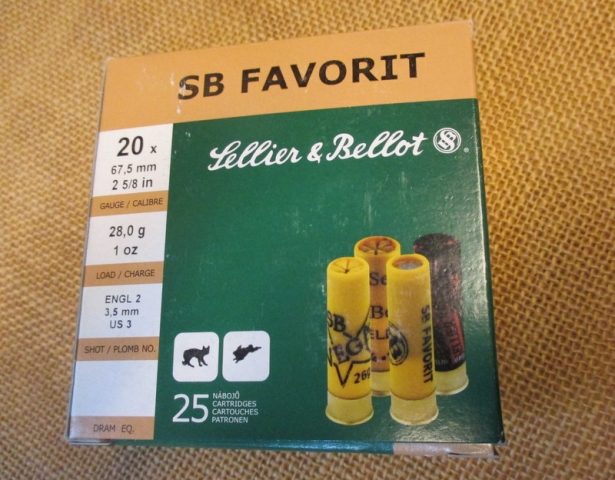 SB FAVORIT
Lellier & Bellot
20 x
67,5 mm
2 5/8 in
GAUGE / CALIBRE
28,0 g
1 oz
LOAD / CHARGE
ENGL 2
3,5 mm
US 3
SHOT / PLOMB NO.
DRAM EQ.
25
NÁBOJŮ
CARTRIDGES
CARTOUCHES
PATRONEN
SB
SB FAVORIT